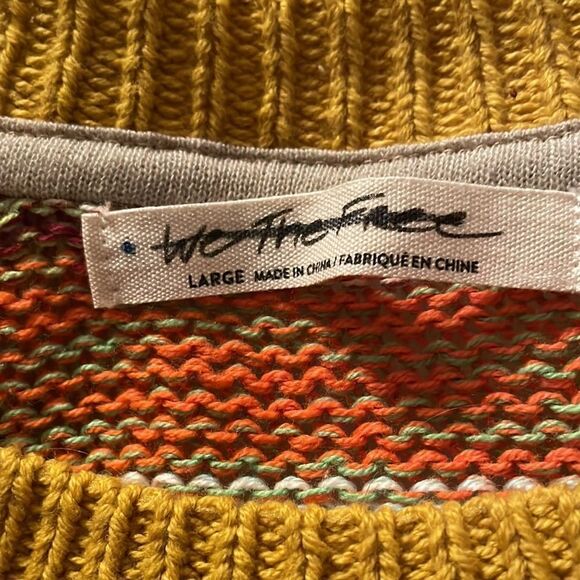 We The Free
LARGE MADE IN CHINA / FABRIQUÉ EN CHINE